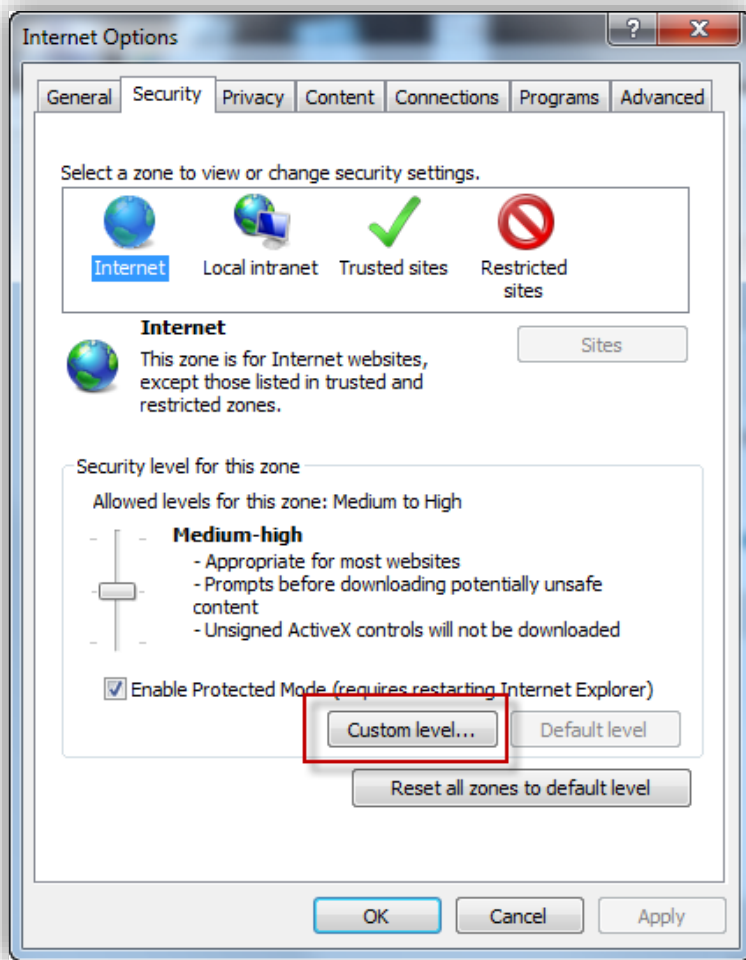 Internet Options
?
X
General Security Privacy Content Connections Programs Advanced
Select a zone to view or change security settings.
Internet Local intranet Trusted sites Restricted
sites
Internet
Sites
This zone is for Internet websites,
except those listed in trusted and
restricted zones.
Security level for this zone
Allowed levels for this zone: Medium to High
Medium-high
- Appropriate for most websites
- Prompts before downloading potentially unsafe
content
- Unsigned ActiveX controls will not be downloaded
Enable Protected Mode (requires restarting Internet Explorer)
Custom level... Default level
Reset all zones to default level
OK Cancel Apply